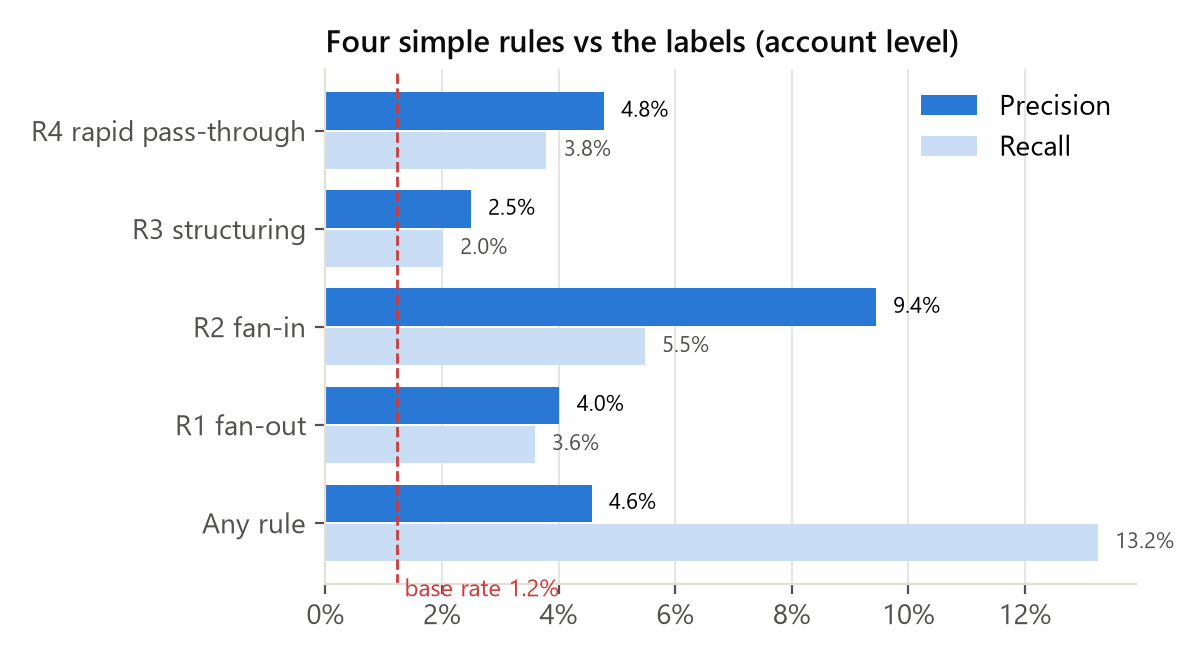 Four simple rules vs the labels (account level)
Precision
Recall
R4 rapid pass-through
4.8%
3.8%
R3 structuring
2.5%
2.0%
R2 fan-in
9.4%
5.5%
R1 fan-out
4.0%
3.6%
Any rule
4.6%
13.2%
base rate 1.2%
0% 2% 4% 6% 8% 10% 12%